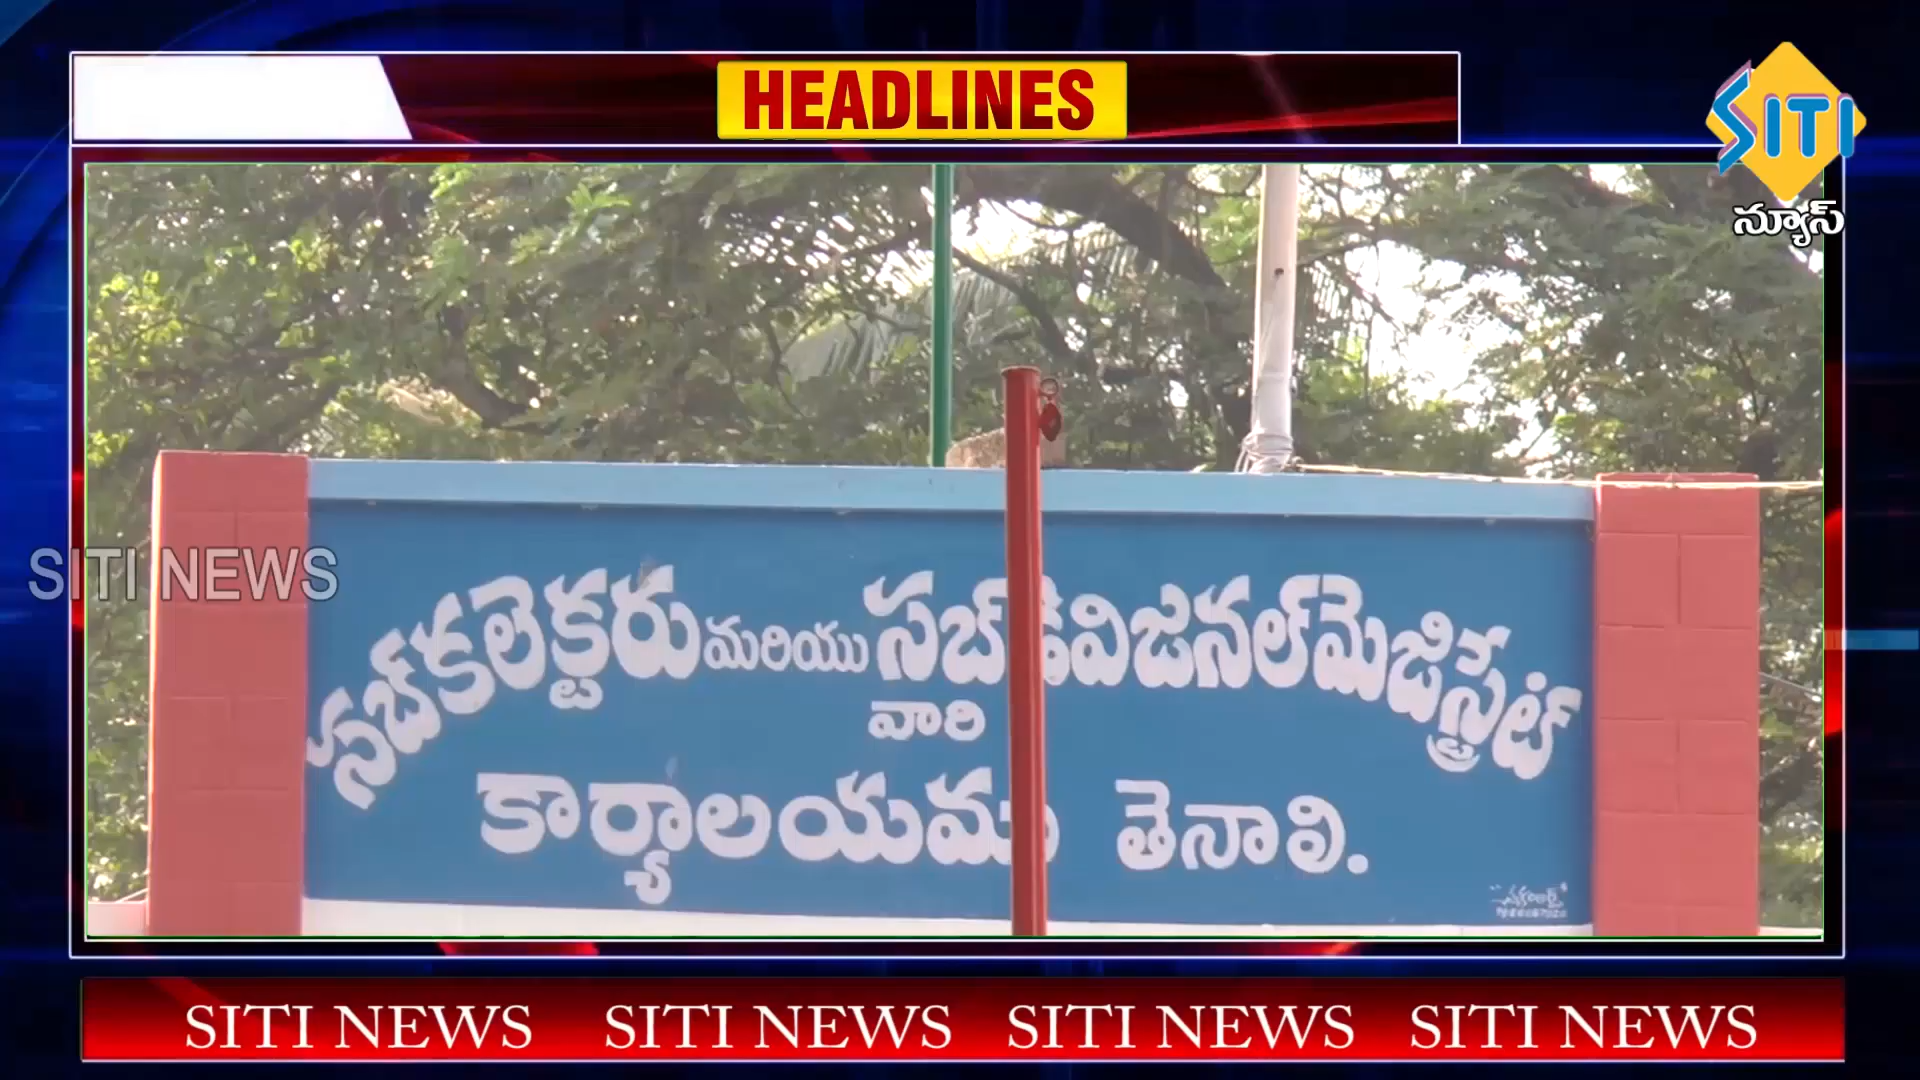 HEADLINES
SITI
న్యూస్
SITI NEWS
సబ్ కలెక్టరు మరియు సబ్ డివిజనల్ మెజిస్ట్రేట్
వారి
కార్యాలయము తెనాలి.
SITI NEWS SITI NEWS SITI NEWS SITI NEWS